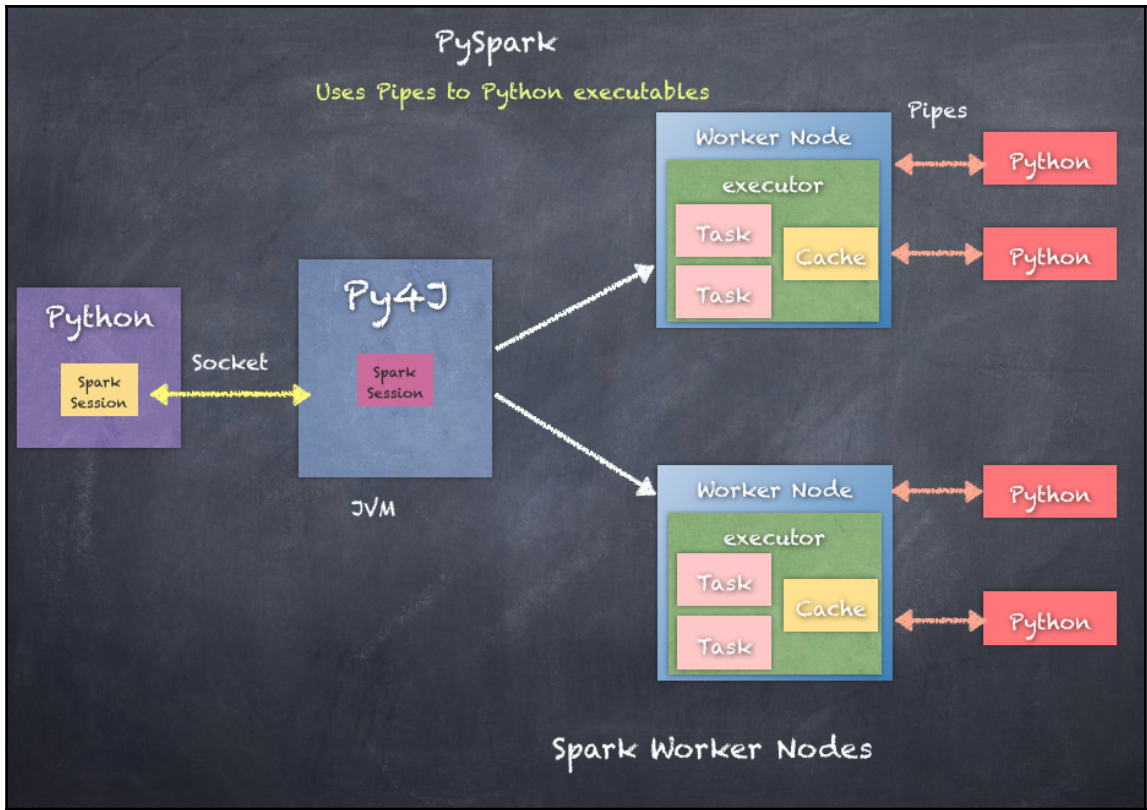 PySpark
Uses Pipes to Python executables
Pipes
Worker Node
executor
Task
Task
Cache
Python
Python
Python
Spark
Session
Socket
Py4J
Spark
Session
JVM
Worker Node
executor
Task
Task
Cache
Python
Python
Spark Worker Nodes